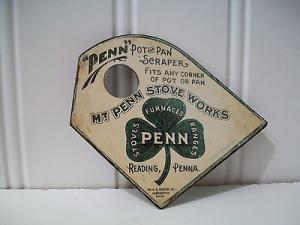 "PENN" POT AND PAN
SCRAPER
FITS ANY CORNER
OF POT OR PAN
MT PENN STOVE WORKS
STOVES FURNACES RANGES
PENN
READING, PENNA.